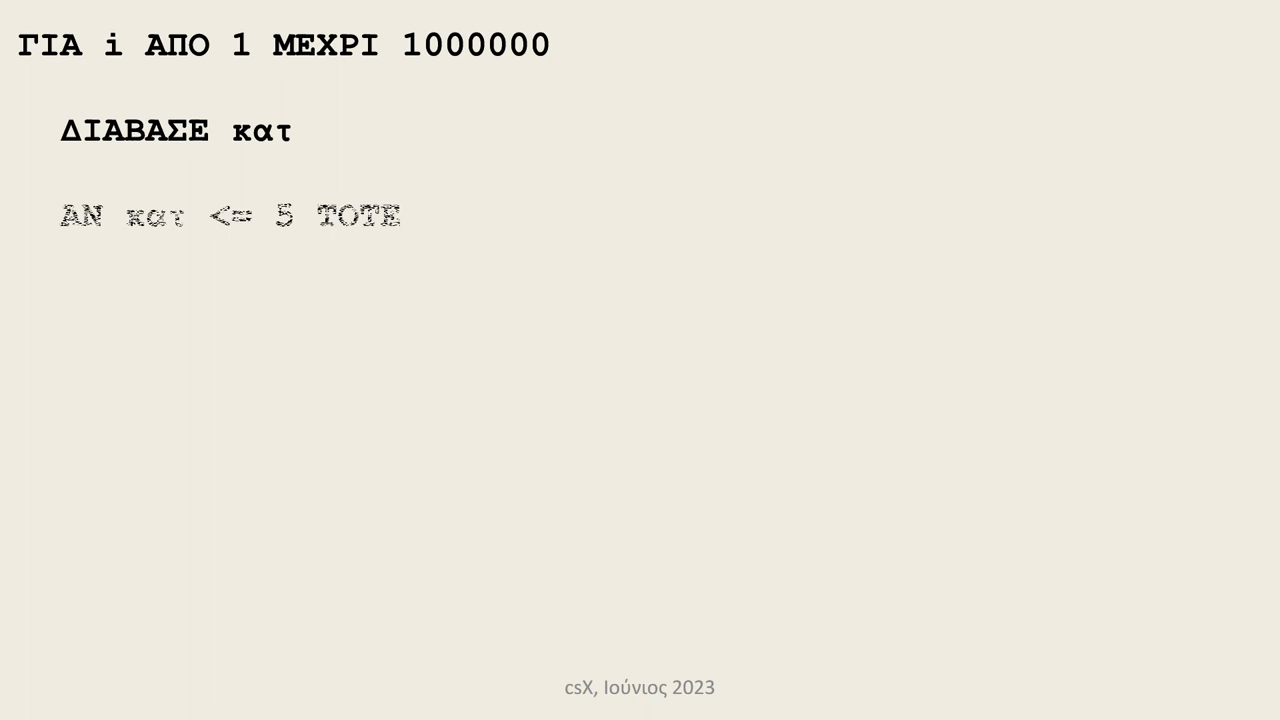 ΓΙΑ i ΑΠΟ 1 ΜΕΧΡΙ 1000000
ΔΙΑΒΑΣΕ κατ
ΑΝ κατ <= 5 ΤΟΤΕ
csX, Ιούνιος 2023